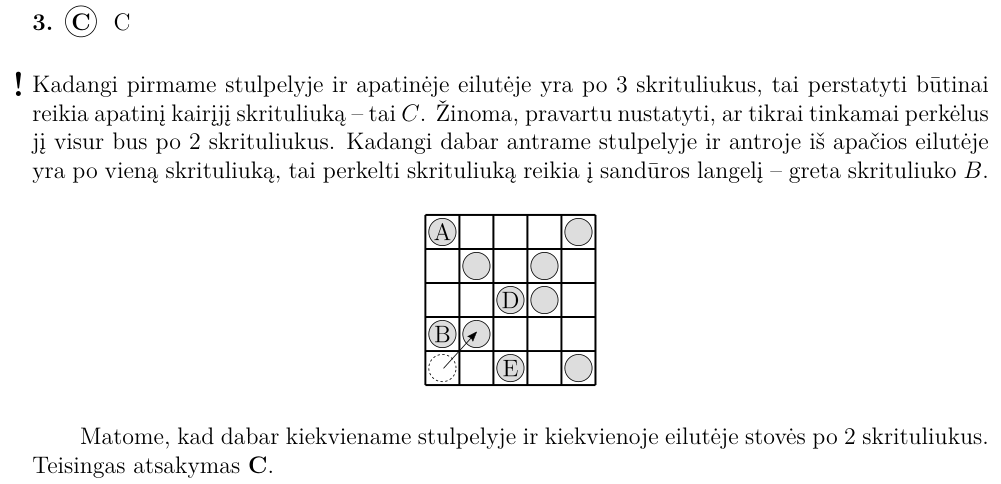 3. C C
! Kadangi pirmame stulpelyje ir apatinėje eilutėje yra po 3 skrituliukus, tai perstatyti būtinai
reikia apatinį kairįjį skrituliuką – tai C. Žinoma, pravartu nustatyti, ar tikrai tinkamai perkėlus
jį visur bus po 2 skrituliukus. Kadangi dabar antrame stulpelyje ir antroje iš apačios eilutėje
yra po vieną skrituliuką, tai perkelti skrituliuką reikia į sandūros langelį – greta skrituliuko B.
A
D
B
E
Matome, kad dabar kiekviename stulpelyje ir kiekvienoje eilutėje stovės po 2 skrituliukus.
Teisingas atsakymas C.